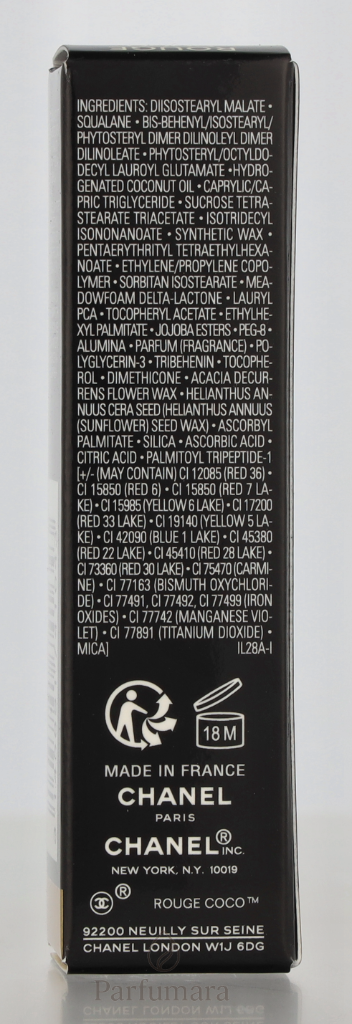 ROUGE
INGREDIENTS: DIISOSTEARYL MALATE •
SQUALANE • BIS-BEHENYL/ISOSTEARYL/
PHYTOSTERYL DIMER DILINOLEYL DIMER
DILINOLEATE • PHYTOSTERYL/OCTYLDO-
DECYL LAUROYL GLUTAMATE • HYDRO-
GENATED COCONUT OIL • CAPRYLIC/CA-
PRIC TRIGLYCERIDE • SUCROSE TETRA-
STEARATE TRIACETATE • ISOTRIDECYL
ISONONANOATE • SYNTHETIC WAX •
PENTAERYTHRITYL TETRAETHYLHEXA-
NOATE • ETHYLENE/PROPYLENE COPO-
LYMER • SORBITAN ISOSTEARATE • MEA-
DOWFOAM DELTA-LACTONE • LAURYL
PCA • TOCOPHERYL ACETATE • ETHYLHE-
XYL PALMITATE • JOJOBA ESTERS • PEG-8 •
ALUMINA • PARFUM (FRAGRANCE) • PO-
LYGLYCERIN-3 • TRIBEHENIN • TOCOPHE-
ROL • DIMETHICONE • ACACIA DECUR-
RENS FLOWER WAX • HELIANTHUS AN-
NUUS CERA SEED (HELIANTHUS ANNUUS
(SUNFLOWER) SEED WAX) • ASCORBYL
PALMITATE • SILICA • ASCORBIC ACID •
CITRIC ACID • PALMITOYL TRIPEPTIDE-1
[+/- (MAY CONTAIN) CI 12085 (RED 36) •
CI 15850 (RED 6) • CI 15850 (RED 7 LA-
KE) • CI 15985 (YELLOW 6 LAKE) • CI 17200
(RED 33 LAKE) • CI 19140 (YELLOW 5 LA-
KE) • CI 42090 (BLUE 1 LAKE) • CI 45380
(RED 22 LAKE) • CI 45410 (RED 28 LAKE) •
CI 73360 (RED 30 LAKE) • CI 75470 (CARMI-
NE) • CI 77163 (BISMUTH OXYCHLORI-
DE) • CI 77491, CI 77492, CI 77499 (IRON
OXIDES) • CI 77742 (MANGANESE VIO-
LET) • CI 77891 (TITANIUM DIOXIDE) •
MICA] IL28A-I
18 M
MADE IN FRANCE
CHANEL
PARIS
CHANEL® INC.
NEW YORK, N.Y. 10019
® ROUGE COCO™
92200 NEUILLY SUR SEINE
CHANEL LONDON W1J 6DG
Parfumara